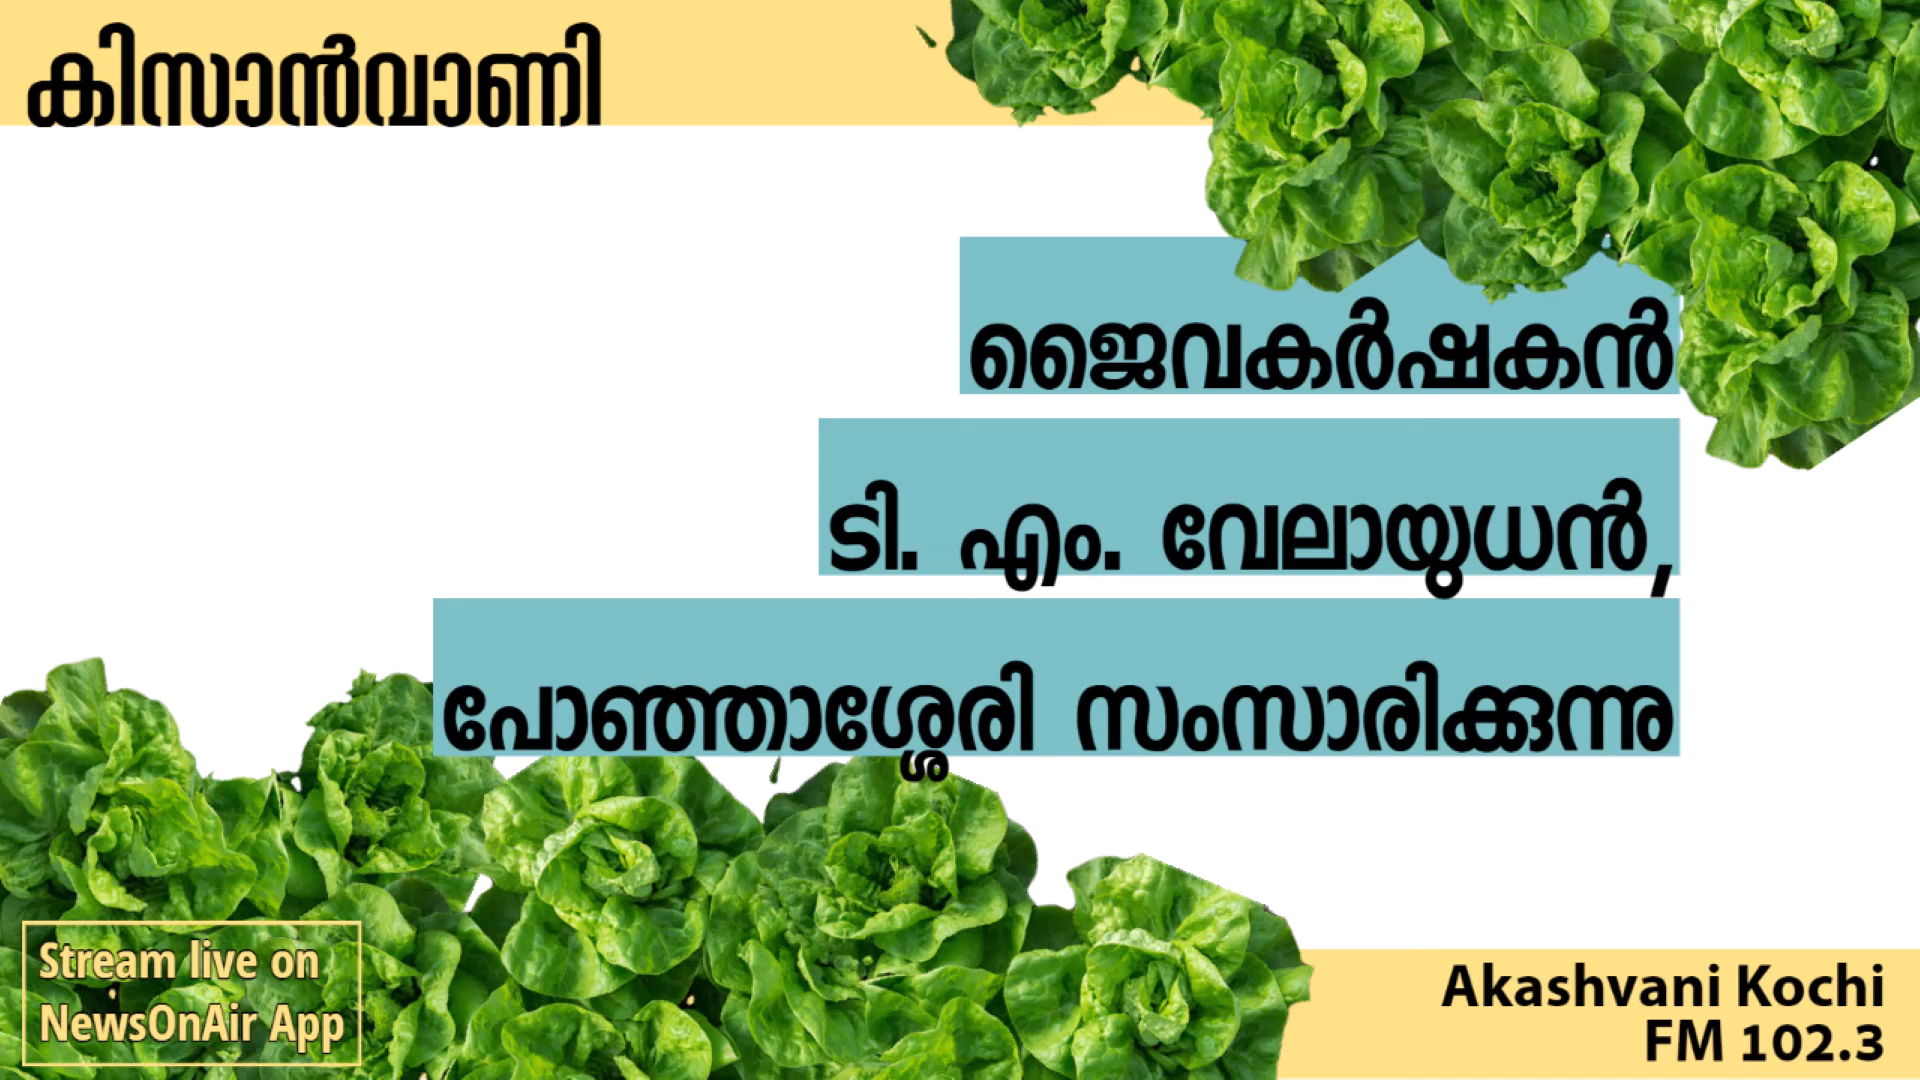 കിസാൻവാണി
ജൈവകർഷകൻ
ടി. എം. വേലായുധൻ,
പോഞ്ഞാശ്ശേരി സംസാരിക്കുന്നു
Stream live on
NewsOnAir App
Akashvani Kochi
FM 102.3